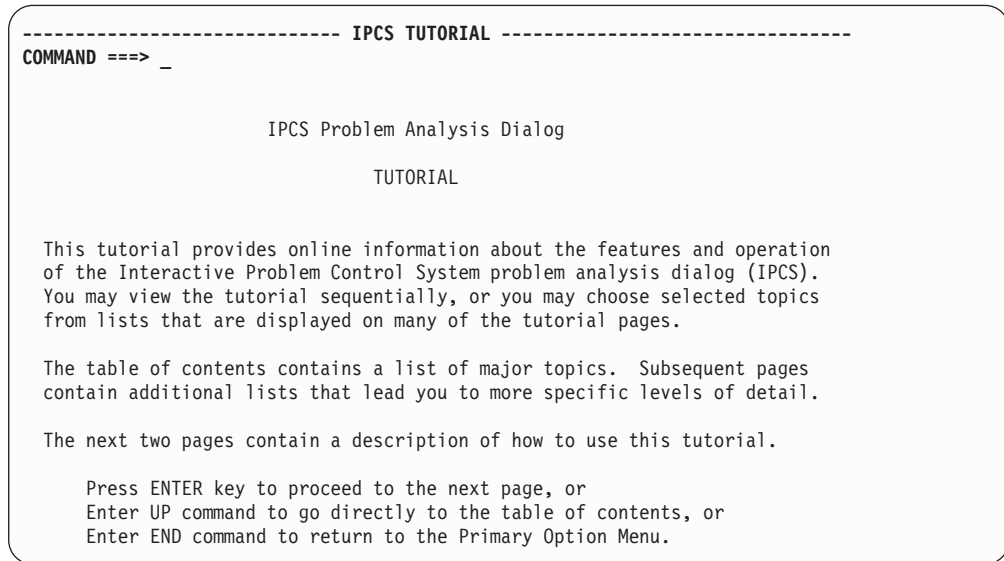 ------------------------------ IPCS TUTORIAL ---------------------------------
COMMAND ===> _
IPCS Problem Analysis Dialog
TUTORIAL
This tutorial provides online information about the features and operation
of the Interactive Problem Control System problem analysis dialog (IPCS).
You may view the tutorial sequentially, or you may choose selected topics
from lists that are displayed on many of the tutorial pages.
The table of contents contains a list of major topics.  Subsequent pages
contain additional lists that lead you to more specific levels of detail.
The next two pages contain a description of how to use this tutorial.
Press ENTER key to proceed to the next page, or
Enter UP command to go directly to the table of contents, or
Enter END command to return to the Primary Option Menu.